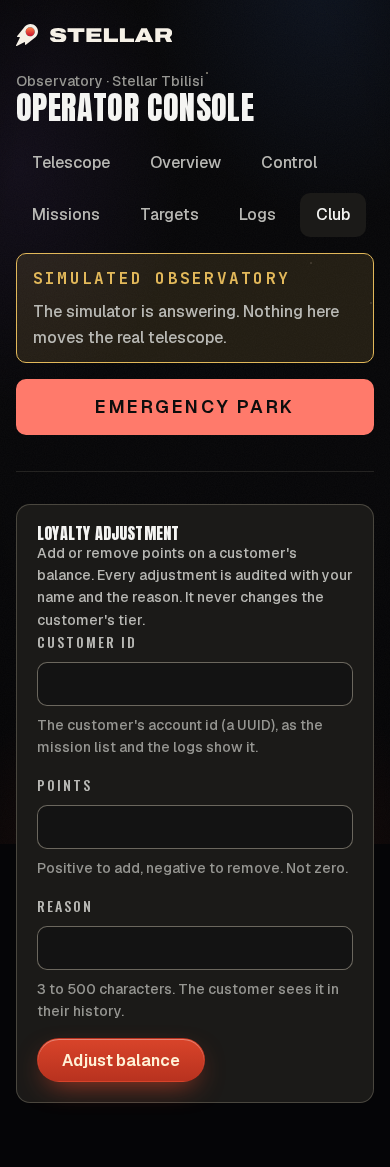 STELLAR
Observatory · Stellar Tbilisi
OPERATOR CONSOLE
Telescope Overview Control
Missions Targets Logs Club
SIMULATED OBSERVATORY
The simulator is answering. Nothing here
moves the real telescope.
EMERGENCY PARK
LOYALTY ADJUSTMENT
Add or remove points on a customer's
balance. Every adjustment is audited with your
name and the reason. It never changes the
customer's tier.
CUSTOMER ID
The customer's account id (a UUID), as the
mission list and the logs show it.
POINTS
Positive to add, negative to remove. Not zero.
REASON
3 to 500 characters. The customer sees it in
their history.
Adjust balance